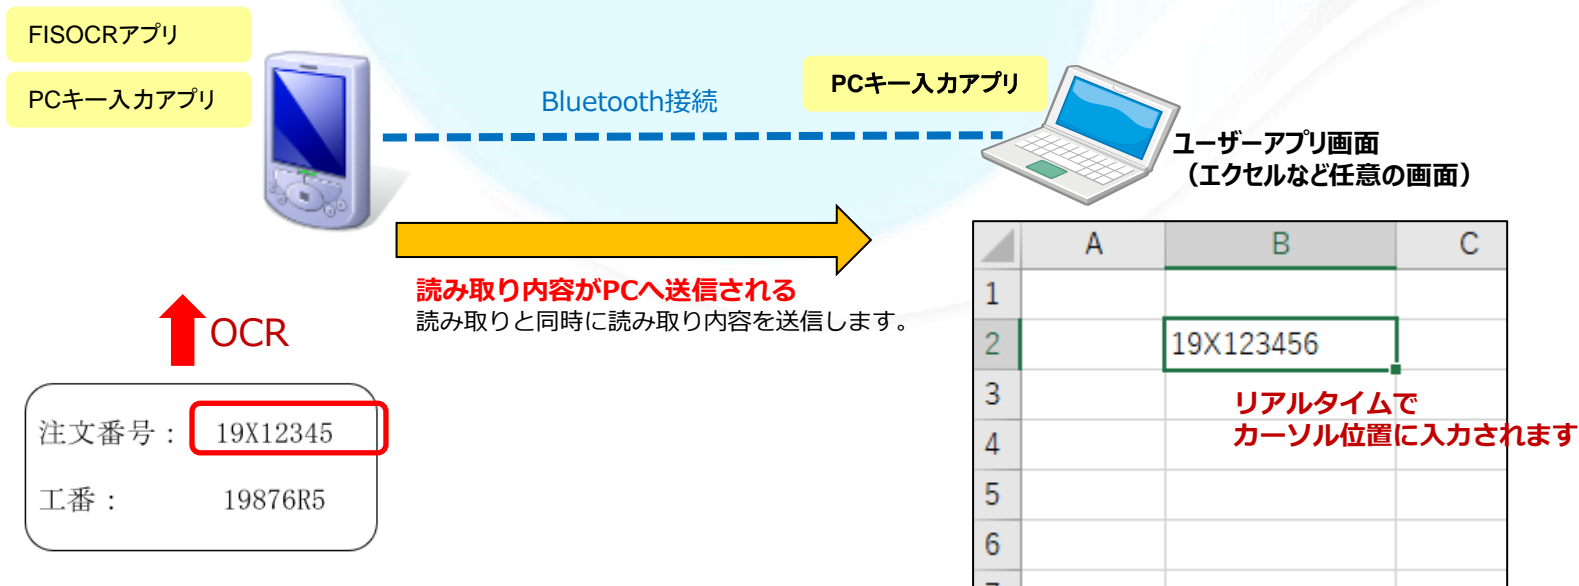 FISOCRアプリ
PCキー入力アプリ
Bluetooth接続
PCキー入力アプリ
ユーザーアプリ画面
（エクセルなど任意の画面）
読み取り内容がPCへ送信される
読み取りと同時に読み取り内容を送信します。
OCR
注文番号： 19X12345
工番： 19876R5
A B C
1
2 19X123456
3
4
5
6
リアルタイムで
カーソル位置に入力されます